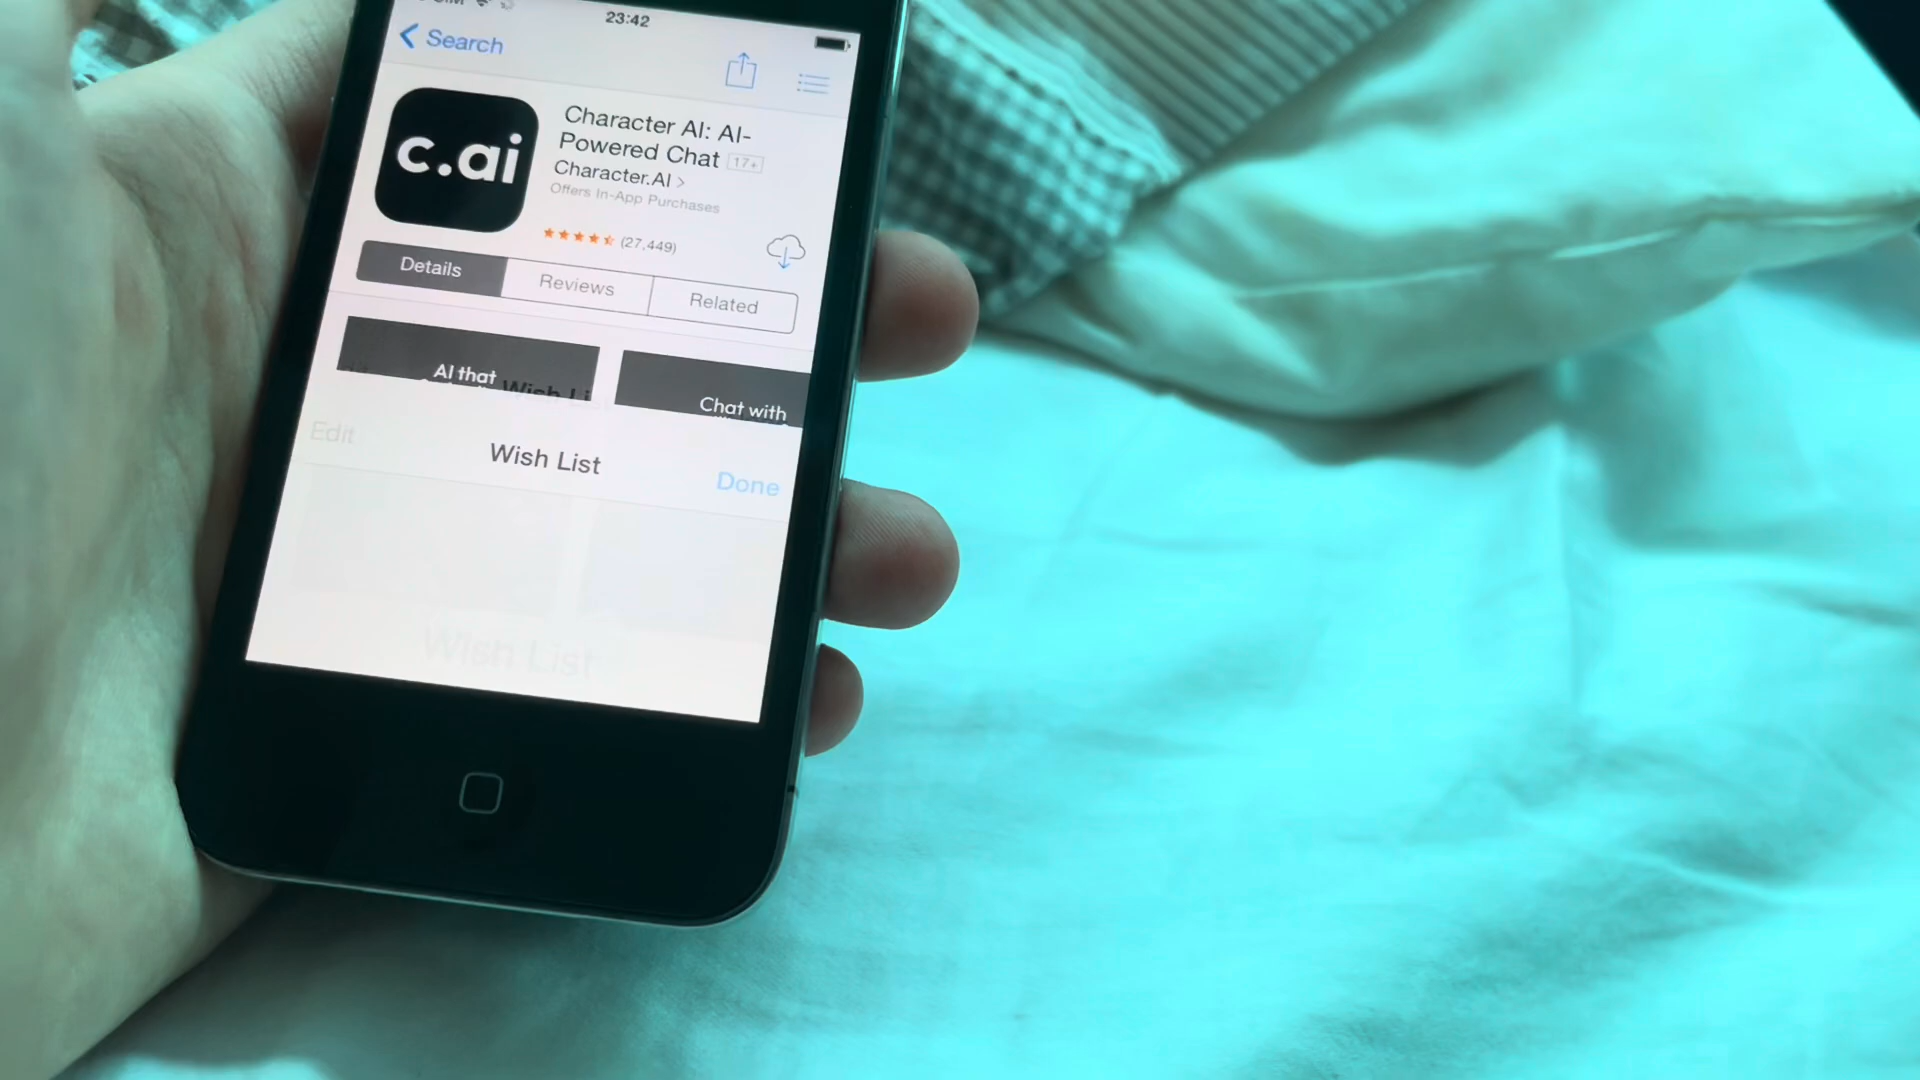 23:42
Search
c.ai
Character AI: AI-
Powered Chat 17+
Character.AI >
Offers In-App Purchases
(27,449)
Details
Reviews
Related
AI that
Wish Li
Chat with
Edit
Wish List
Done
Wish List